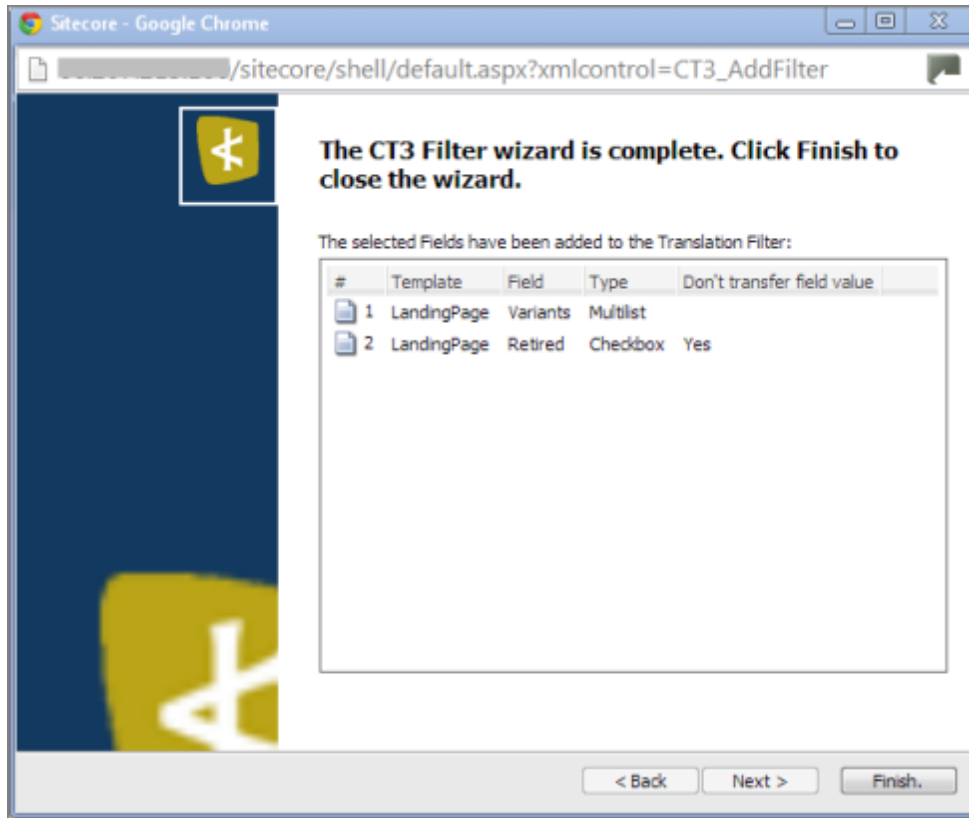 Sitecore - Google Chrome
/sitecore/shell/default.aspx?xmlcontrol=CT3_AddFilter
The CT3 Filter wizard is complete. Click Finish to
close the wizard.
The selected Fields have been added to the Translation Filter:
# Template Field Type Don't transfer field value
1 LandingPage Variants Multilist
2 LandingPage Retired Checkbox Yes
< Back Next > Finish.